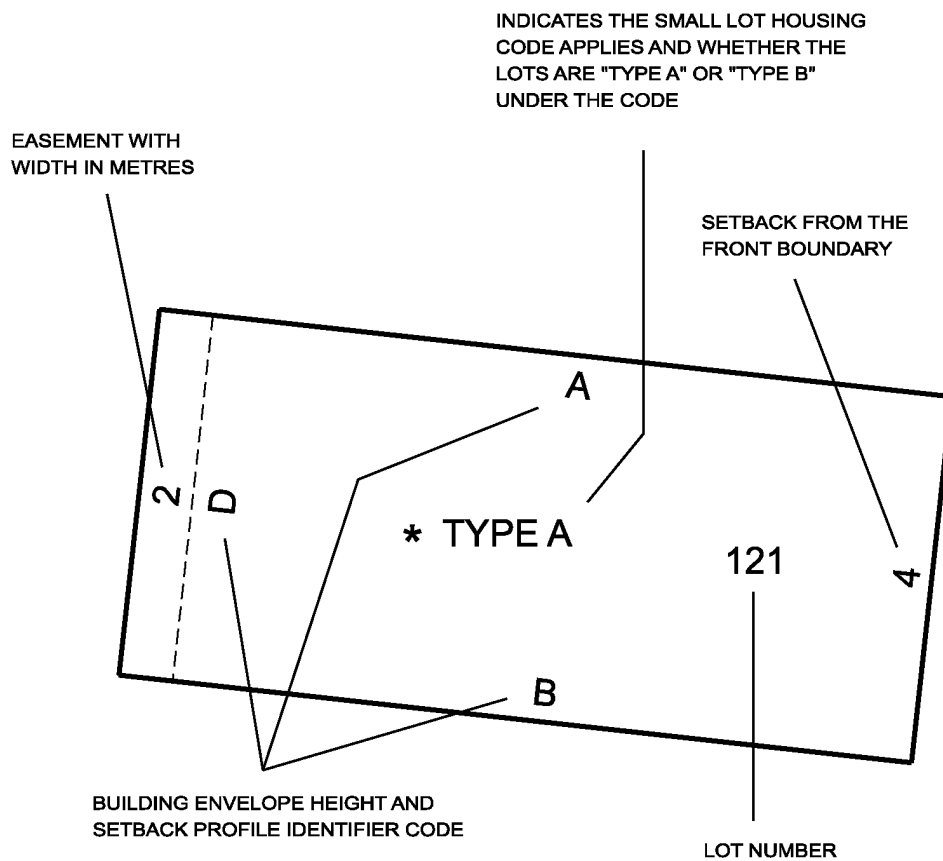 INDICATES THE SMALL LOT HOUSING
CODE APPLIES AND WHETHER THE
LOTS ARE "TYPE A" OR "TYPE B"
UNDER THE CODE
EASEMENT WITH
WIDTH IN METRES
SETBACK FROM THE
FRONT BOUNDARY
A
2
D
* TYPE A
121
4
B
BUILDING ENVELOPE HEIGHT AND
SETBACK PROFILE IDENTIFIER CODE
LOT NUMBER